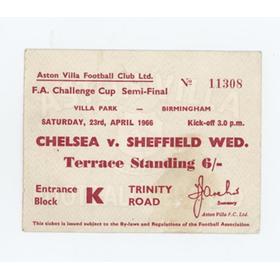 Aston Villa Football Club Ltd.
Nº 11308
F.A. Challenge Cup Semi-Final
VILLA PARK — BIRMINGHAM
SATURDAY, 23rd, APRIL 1966 Kick-off 3.0 p.m.
CHELSEA v. SHEFFIELD WED.
Terrace Standing 6/-
Entrance Block K TRINITY ROAD
Secretary
Aston Villa F.C. Ltd.
This ticket is issued subject to the By-laws and Regulations of the Football Association